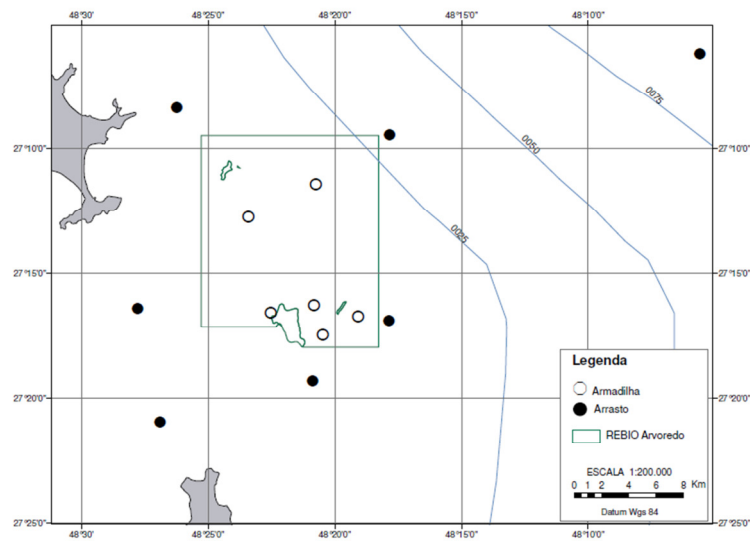 48°30' 48°25'0" 48°20'0" 48°15'0" 48°10'0"
0075
27°10'0" 0050 27°10'0"
0025
27°15'0" 27°15'0"
Legenda
Armadilha
27°20'0" Arrasto 27°20'0"
REBIO Arvoredo
ESCALA 1:200.000
0 1 2 4 6 8 Km
Datum Wgs 84
27°25'0" 27°25'0"
48°30' 48°25'0" 48°20'0" 48°15'0" 48°10'0"